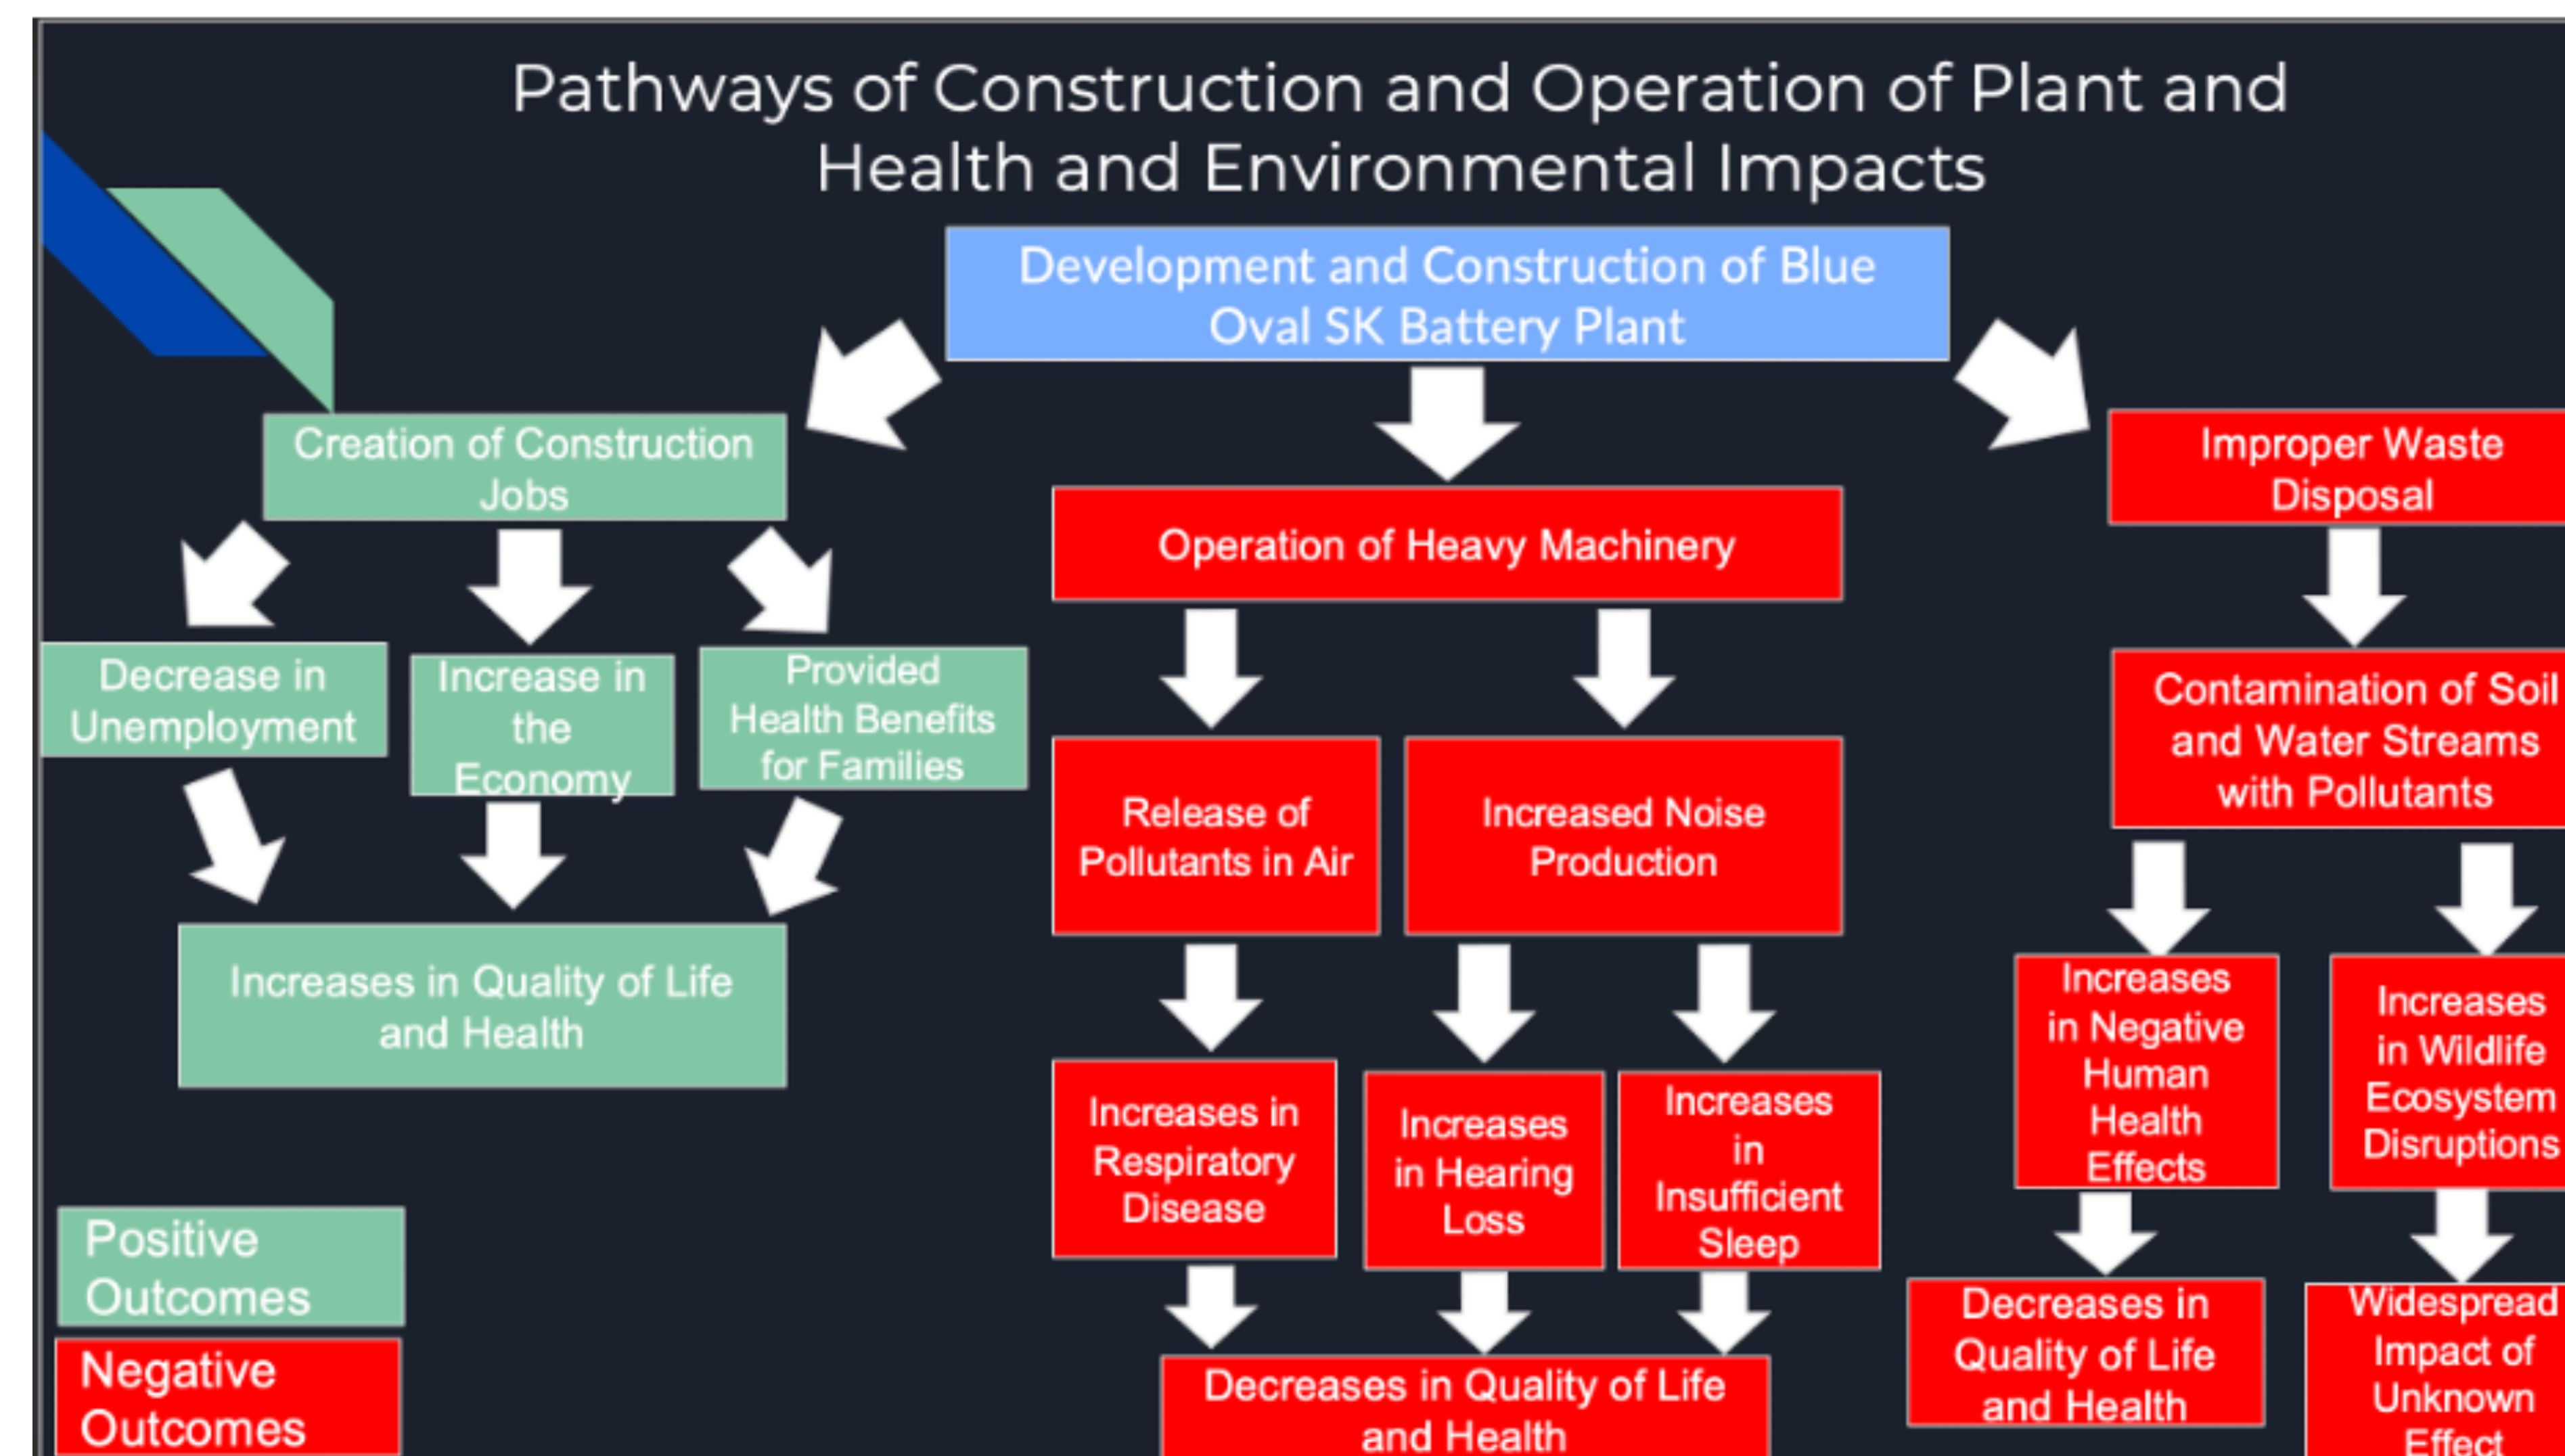 Pathways of Construction and Operation of Plant and
Health and Environmental Impacts
Development and Construction of Blue
Oval SK Battery Plant
Creation of Construction
Jobs
Decrease in
Unemployment
Increase in
the
Economy
Provided
Health Benefits
for Families
Increases in Quality of Life
and Health
Operation of Heavy Machinery
Release of
Pollutants in Air
Increased Noise
Production
Increases in
Respiratory
Disease
Increases
in Hearing
Loss
Increases
in
Insufficient
Sleep
Decreases in Quality of Life
and Health
Improper Waste
Disposal
Contamination of Soil
and Water Streams
with Pollutants
Increases
in Negative
Human
Health
Effects
Increases
in Wildlife
Ecosystem
Disruptions
Decreases in
Quality of Life
and Health
Widespread
Impact of
Unknown
Effect
Positive
Outcomes
Negative
Outcomes